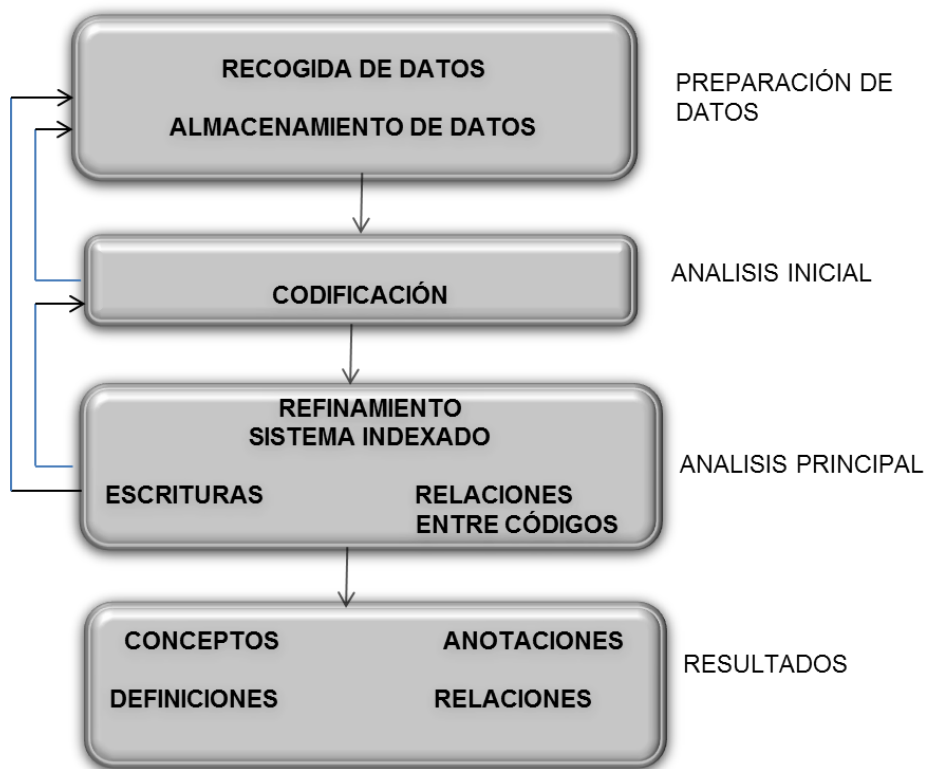 RECOGIDA DE DATOS
ALMACENAMIENTO DE DATOS
PREPARACIÓN DE
DATOS
CODIFICACIÓN
ANALISIS INICIAL
REFINAMIENTO
SISTEMA INDEXADO
ESCRITURAS
RELACIONES
ENTRE CÓDIGOS
ANALISIS PRINCIPAL
CONCEPTOS
ANOTACIONES
DEFINICIONES
RELACIONES
RESULTADOS